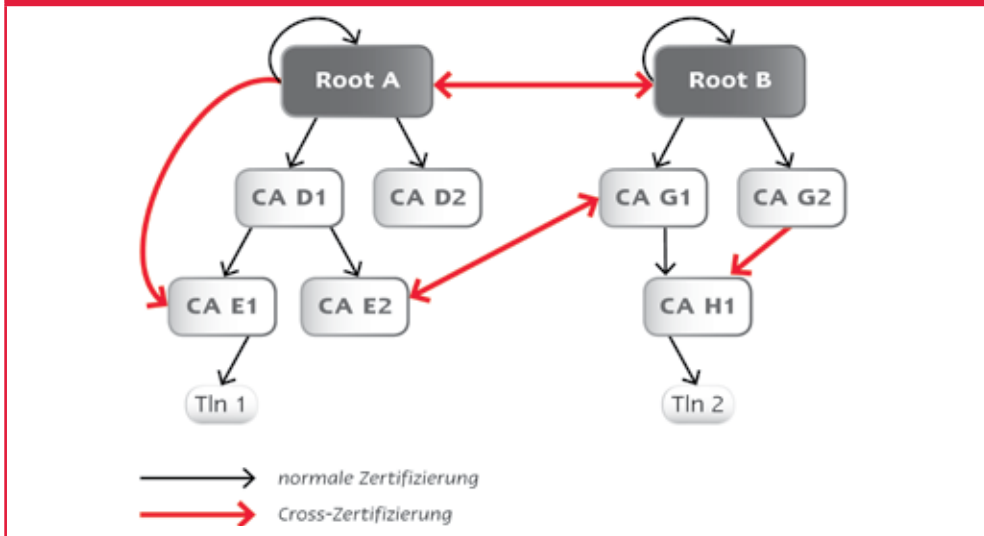 Root A
Root B
CA D1
CA D2
CA G1
CA G2
CA E1
CA E2
CA H1
Tln 1
Tln 2
normale Zertifizierung
Cross-Zertifizierung